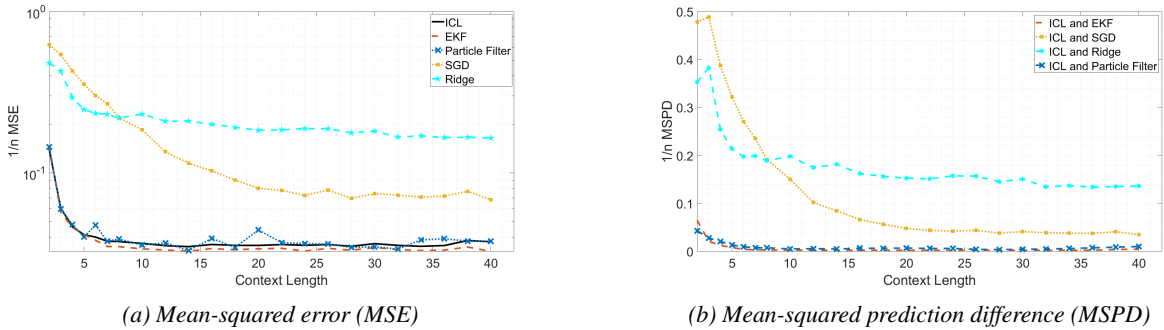 10^0
10^-1
1/n MSE
5 10 15 20 25 30 35 40
Context Length
ICL
EKF
Particle Filter
SGD
Ridge
(a) Mean-squared error (MSE)
0.5
0.4
0.3
0.2
0.1
0
1/n MSPD
5 10 15 20 25 30 35 40
Context Length
ICL and EKF
ICL and SGD
ICL and Ridge
ICL and Particle Filter
(b) Mean-squared prediction difference (MSPD)